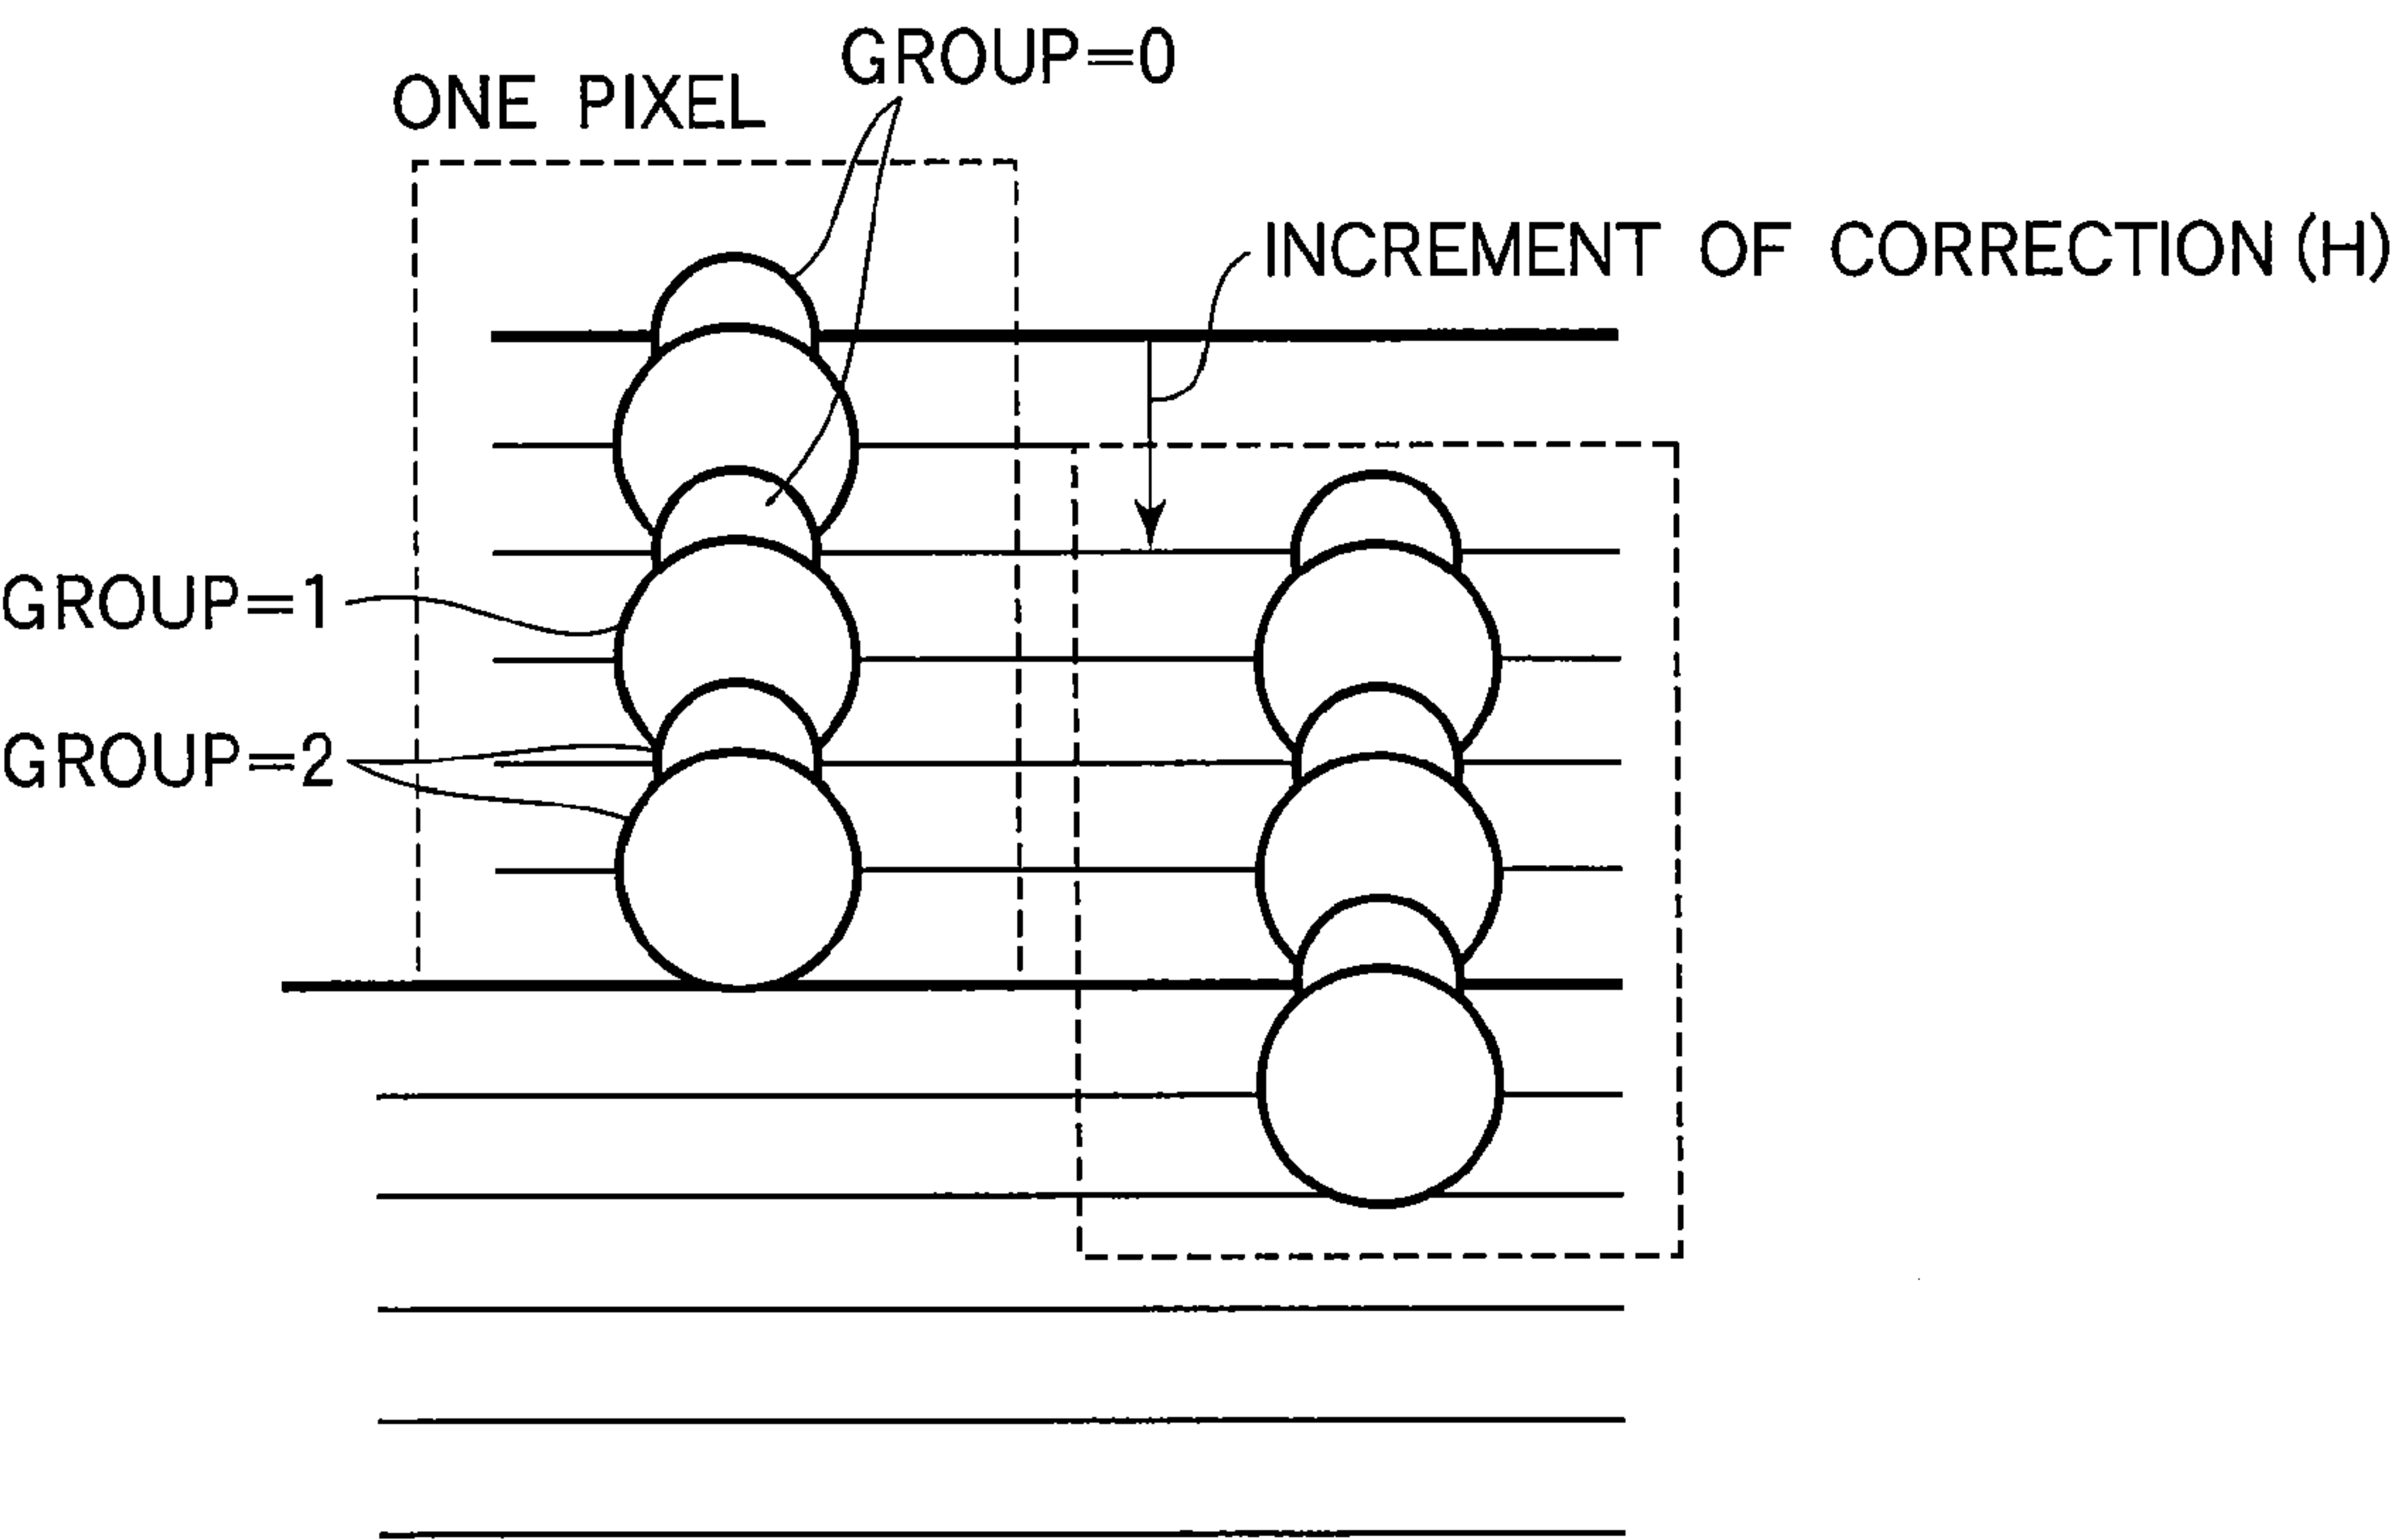 GROUP=0
ONE PIXEL
INCREMENT OF CORRECTION(H)
GROUP=1
GROUP=2